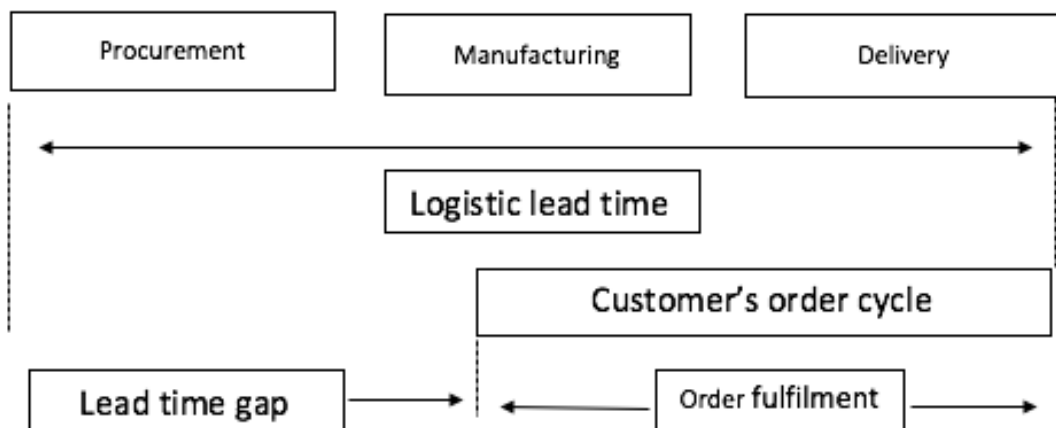 Procurement
Manufacturing
Delivery
Logistic lead time
Customer's order cycle
Lead time gap
Order fulfilment